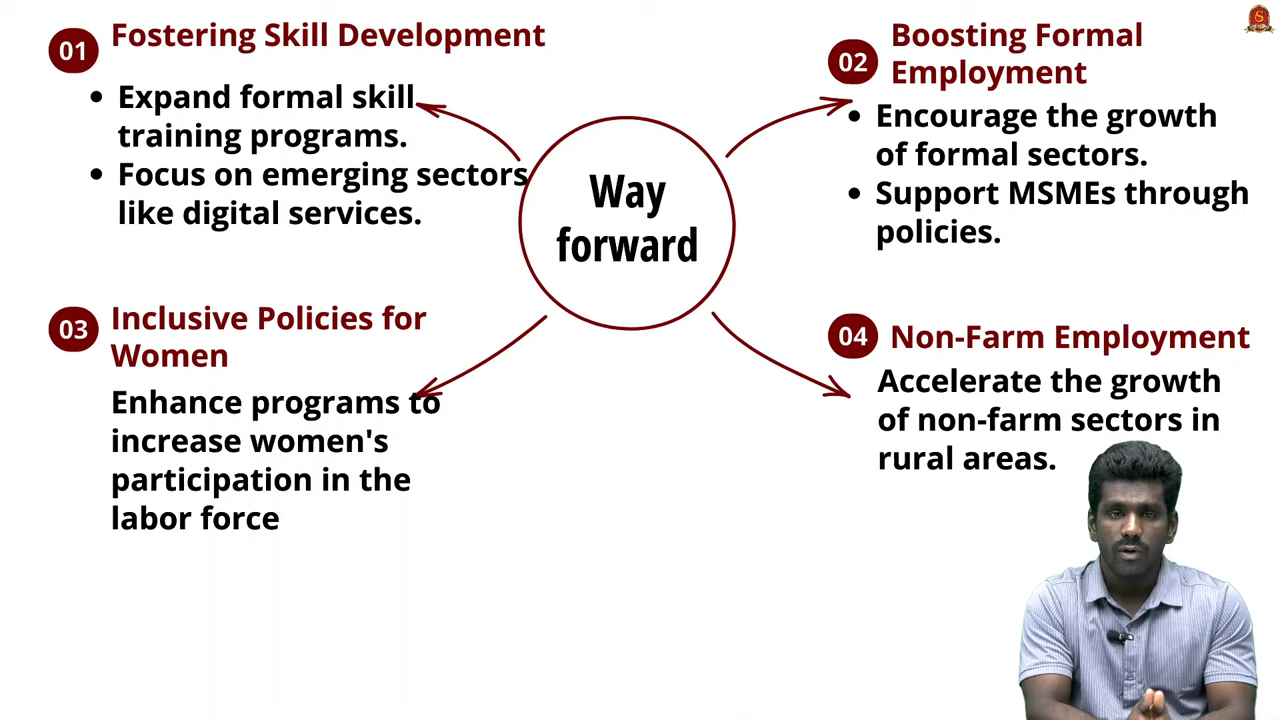 01
Fostering Skill Development
• Expand formal skill
training programs.
• Focus on emerging sectors
like digital services.
02
Boosting Formal
Employment
• Encourage the growth
of formal sectors.
• Support MSMEs through
policies.
Way
forward
03
Inclusive Policies for
Women
Enhance programs to
increase women's
participation in the
labor force
04
Non-Farm Employment
Accelerate the growth
of non-farm sectors in
rural areas.